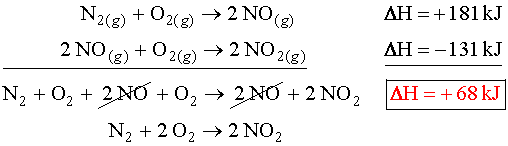 N₂(g) + O₂(g) → 2 NO(g) ΔH = +181 kJ
2 NO(g) + O₂(g) → 2 NO₂(g) ΔH = −131 kJ
N₂ + O₂ + 2 NO + O₂ → 2 NO + 2 NO₂ ΔH = + 68 kJ
N₂ + 2 O₂ → 2 NO₂